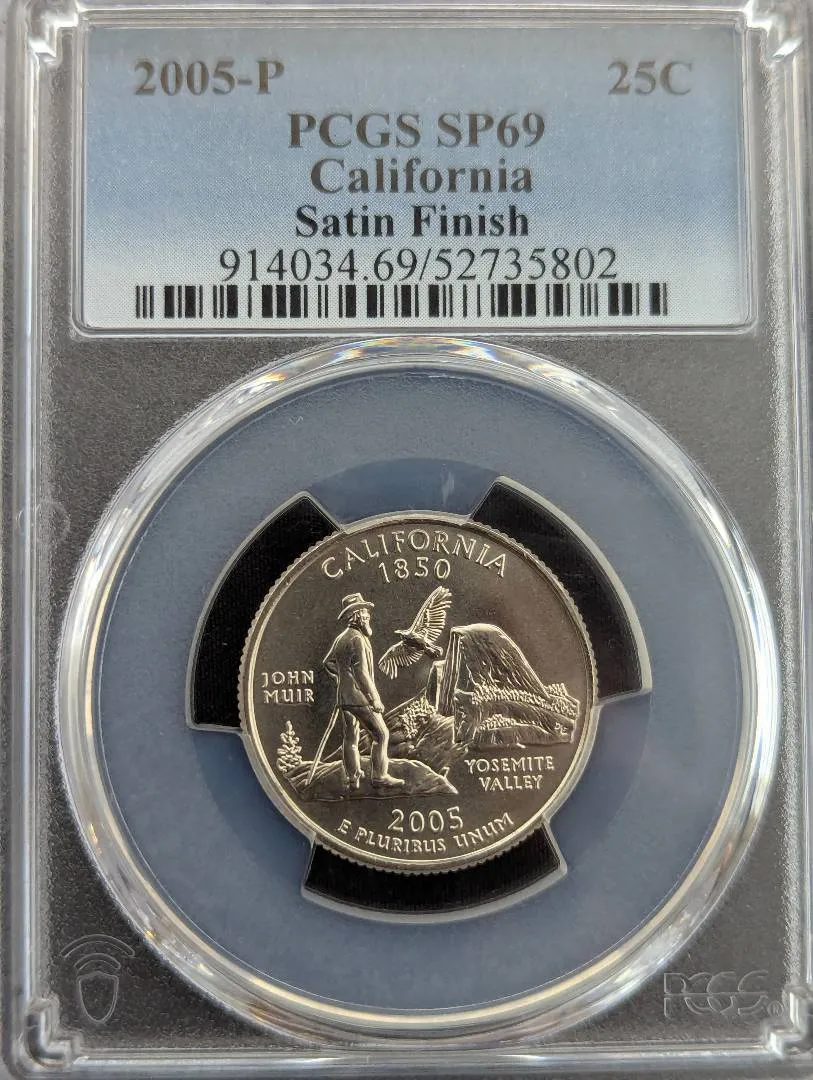 2005-P 25C
PCGS SP69
California
Satin Finish
914034.69/52735802
CALIFORNIA
1850
JOHN
MUIR
YOSEMITE
VALLEY
2005
E PLURIBUS UNUM
PCGS®